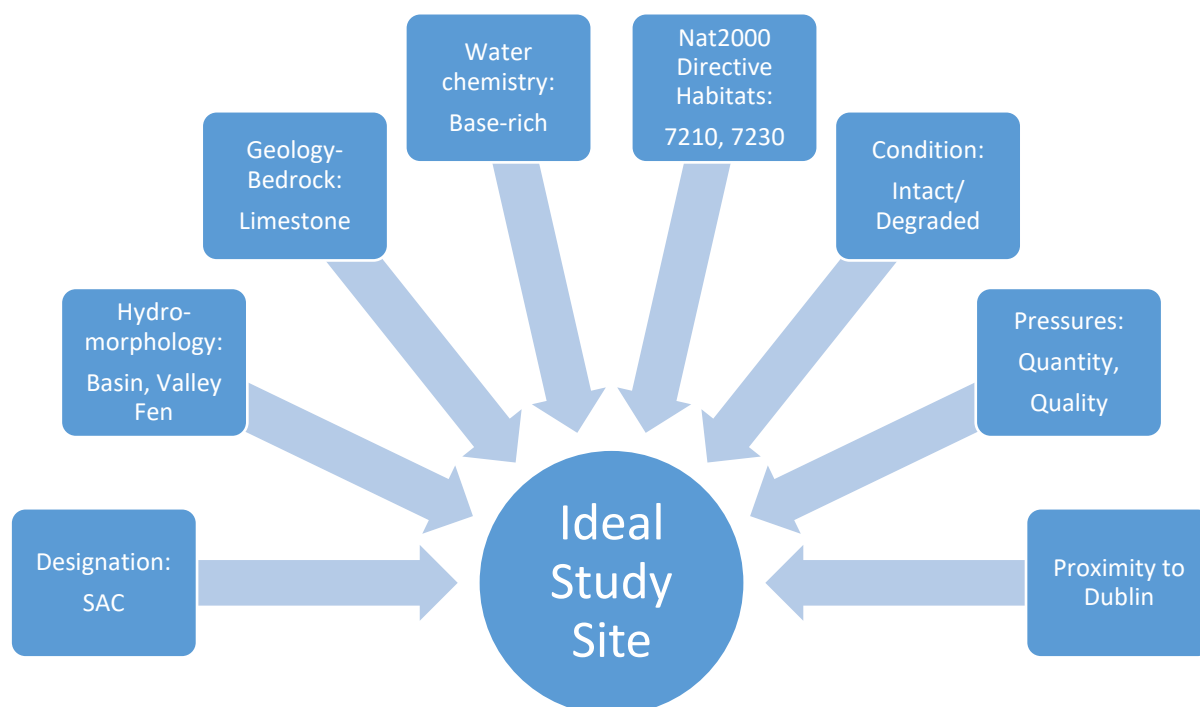 Designation:
SAC
Hydro-
morphology:
Basin, Valley
Fen
Geology-
Bedrock:
Limestone
Water
chemistry:
Base-rich
Nat2000
Directive
Habitats:
7210, 7230
Condition:
Intact/
Degraded
Pressures:
Quantity,
Quality
Proximity to
Dublin
Ideal
Study
Site